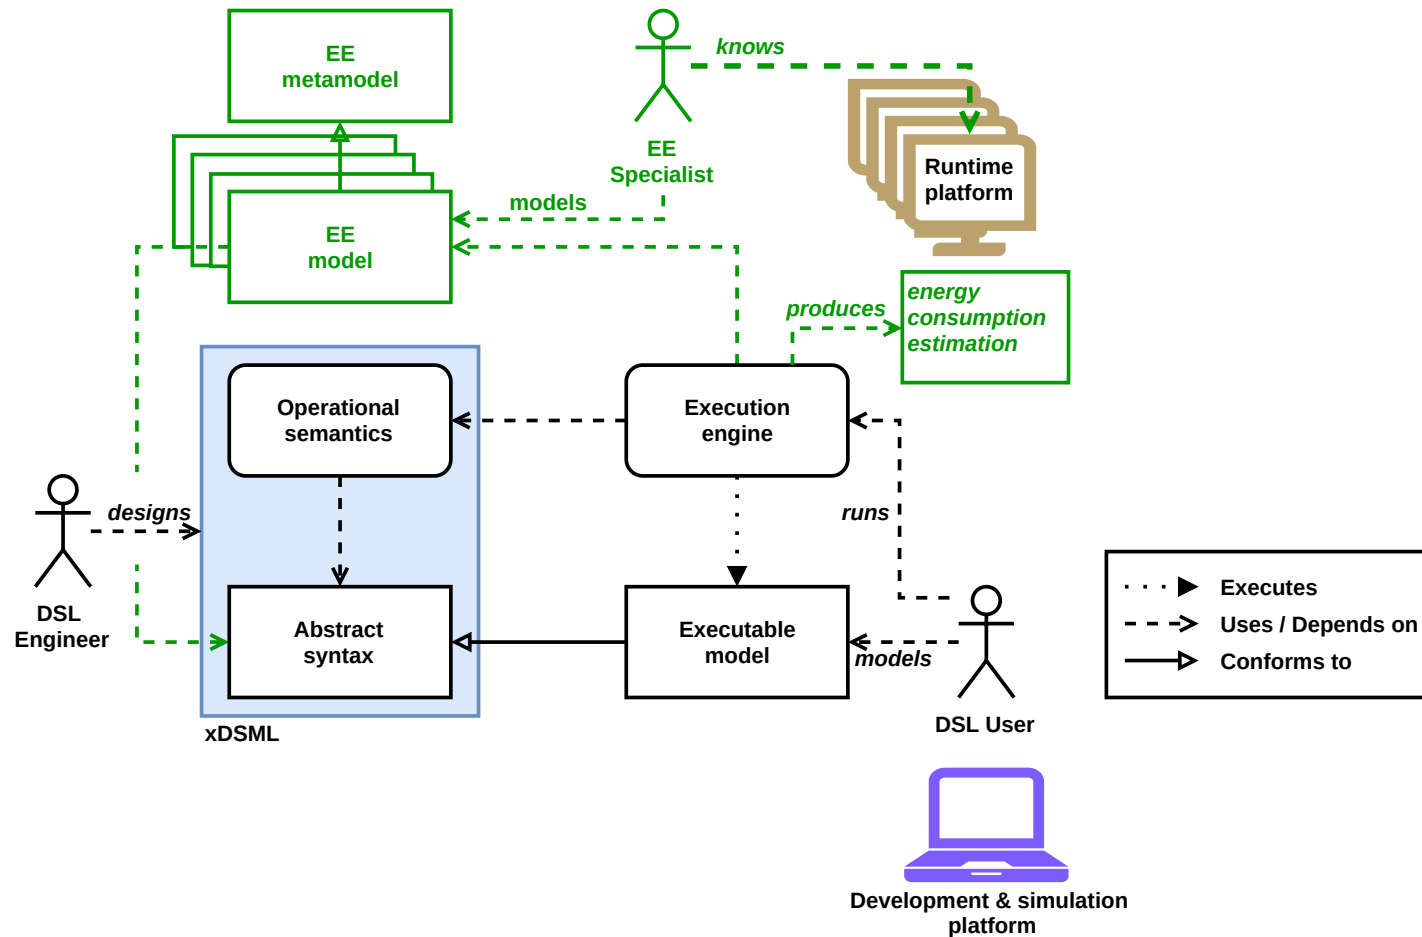 EE
metamodel
knows
EE
Specialist
Runtime
platform
models
EE
model
produces
energy
consumption
estimation
Operational
semantics
Execution
engine
designs
runs
DSL
Engineer
Abstract
syntax
Executable
model
models
Executes
Uses / Depends on
Conforms to
xDSML
DSL User
Development & simulation
platform